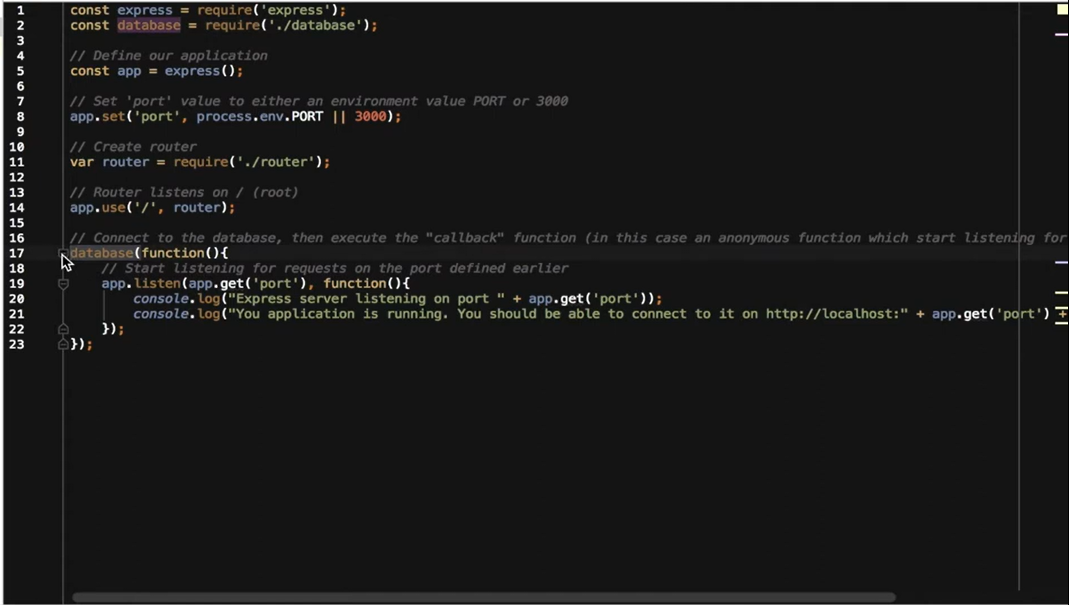 1 const express = require('express');
2 const database = require('./database');
3
4 // Define our application
5 const app = express();
6
7 // Set 'port' value to either an environment value PORT or 3000
8 app.set('port', process.env.PORT || 3000);
9
10 // Create router
11 var router = require('./router');
12
13 // Router listens on / (root)
14 app.use('/', router);
15
16 // Connect to the database, then execute the "callback" function (in this case an anonymous function which start listening for
17 database(function(){
18 // Start listening for requests on the port defined earlier
19 app.listen(app.get('port'), function(){
20 console.log("Express server listening on port " + app.get('port'));
21 console.log("You application is running. You should be able to connect to it on http://localhost:" + app.get('port') +
22 });
23 });